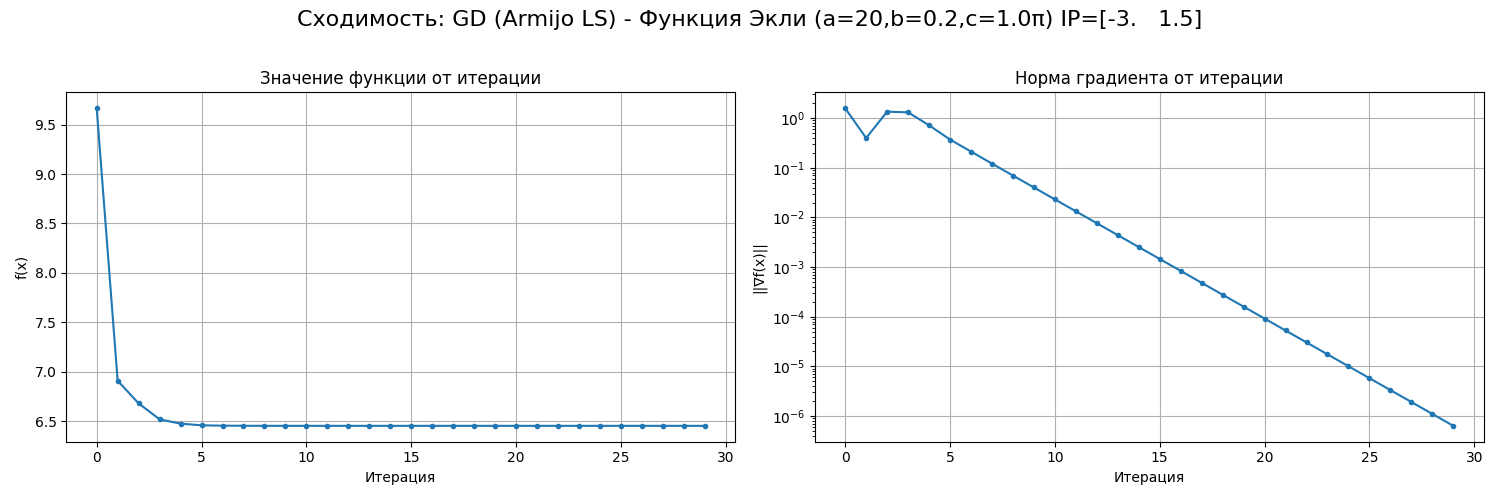 Сходимость: GD (Armijo LS) - Функция Экли (a=20,b=0.2,c=1.0π) IP=[-3.   1.5]
Значение функции от итерации
f(x)
9.5
9.0
8.5
8.0
7.5
7.0
6.5
0 5 10 15 20 25 30
Итерация
Норма градиента от итерации
||∇f(x)||
10⁰
10⁻¹
10⁻²
10⁻³
10⁻⁴
10⁻⁵
10⁻⁶
0 5 10 15 20 25 30
Итерация